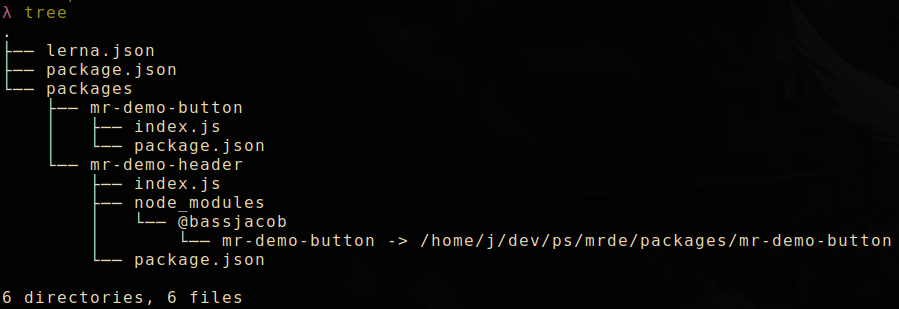 λ tree
.
├── lerna.json
├── package.json
└── packages
    ├── mr-demo-button
    │   ├── index.js
    │   └── package.json
    └── mr-demo-header
        ├── index.js
        ├── node_modules
        │   └── @bassjacob
        │       └── mr-demo-button -> /home/j/dev/ps/mrde/packages/mr-demo-button
        └── package.json

6 directories, 6 files